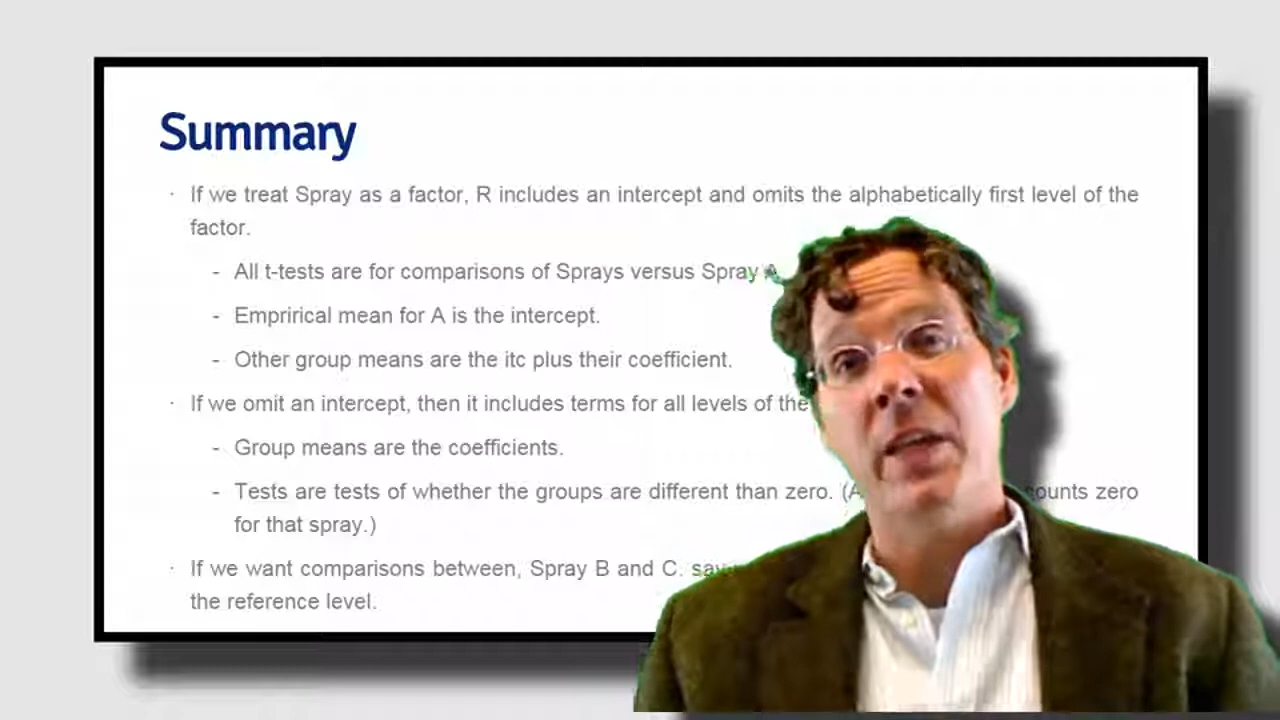 Summary
· If we treat Spray as a factor, R includes an intercept and omits the alphabetically first level of the
factor.
- All t-tests are for comparisons of Sprays versus Spray A
- Emprirical mean for A is the intercept.
- Other group means are the itc plus their coefficient.
· If we omit an intercept, then it includes terms for all levels of the
- Group means are the coefficients.
- Tests are tests of whether the groups are different than zero. (A counts zero
for that spray.)
· If we want comparisons between, Spray B and C. say
the reference level.